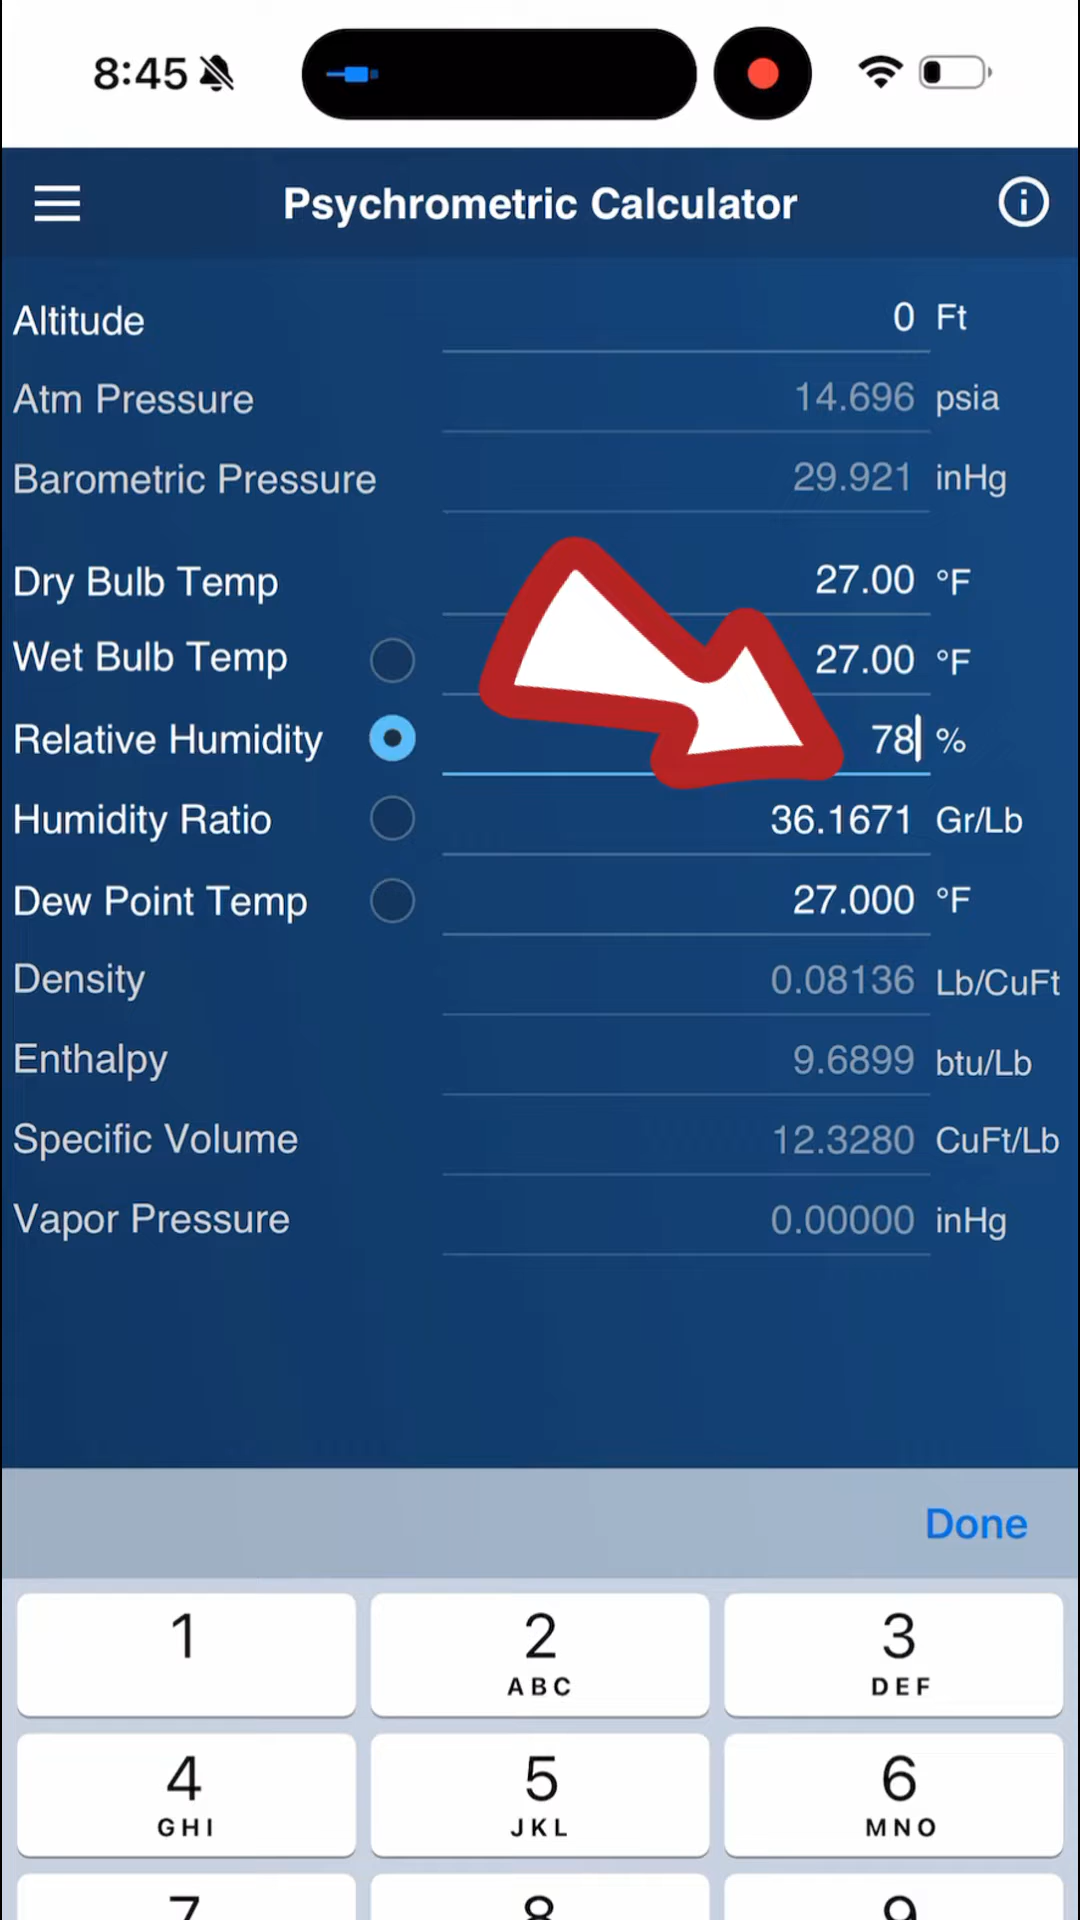 8:45
Psychrometric Calculator
Altitude 0 Ft
Atm Pressure 14.696 psia
Barometric Pressure 29.921 inHg
Dry Bulb Temp 27.00 °F
Wet Bulb Temp 27.00 °F
Relative Humidity 78 %
Humidity Ratio 36.1671 Gr/Lb
Dew Point Temp 27.000 °F
Density 0.08136 Lb/CuFt
Enthalpy 9.6899 btu/Lb
Specific Volume 12.3280 CuFt/Lb
Vapor Pressure 0.00000 inHg
Done
1 2 3
ABC DEF
4 5 6
GHI JKL MNO
7 8 9